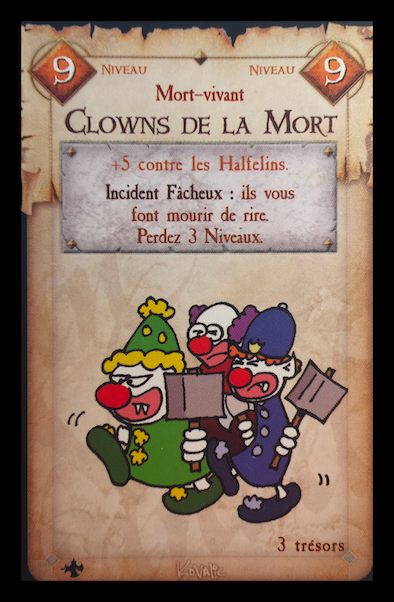 9 Niveau Niveau 9
Mort-vivant
Clowns de la Mort
+5 contre les Halfelins.
Incident Fâcheux : ils vous
font mourir de rire.
Perdez 3 Niveaux.
3 trésors
Kovalic